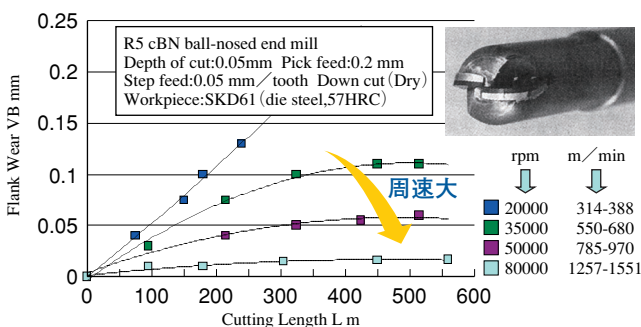 0.25
0.2
0.15
0.1
0.05
0
Flank Wear VB mm
R5 cBN ball-nosed end mill
Depth of cut:0.05mm Pick feed:0.2 mm
Step feed:0.05 mm／tooth Down cut（Dry）
Workpiece:SKD61（die steel,57HRC）
周速大
0 100 200 300 400 500 600
Cutting Length L m
rpm m／min
20000 314-388
35000 550-680
50000 785-970
80000 1257-1551